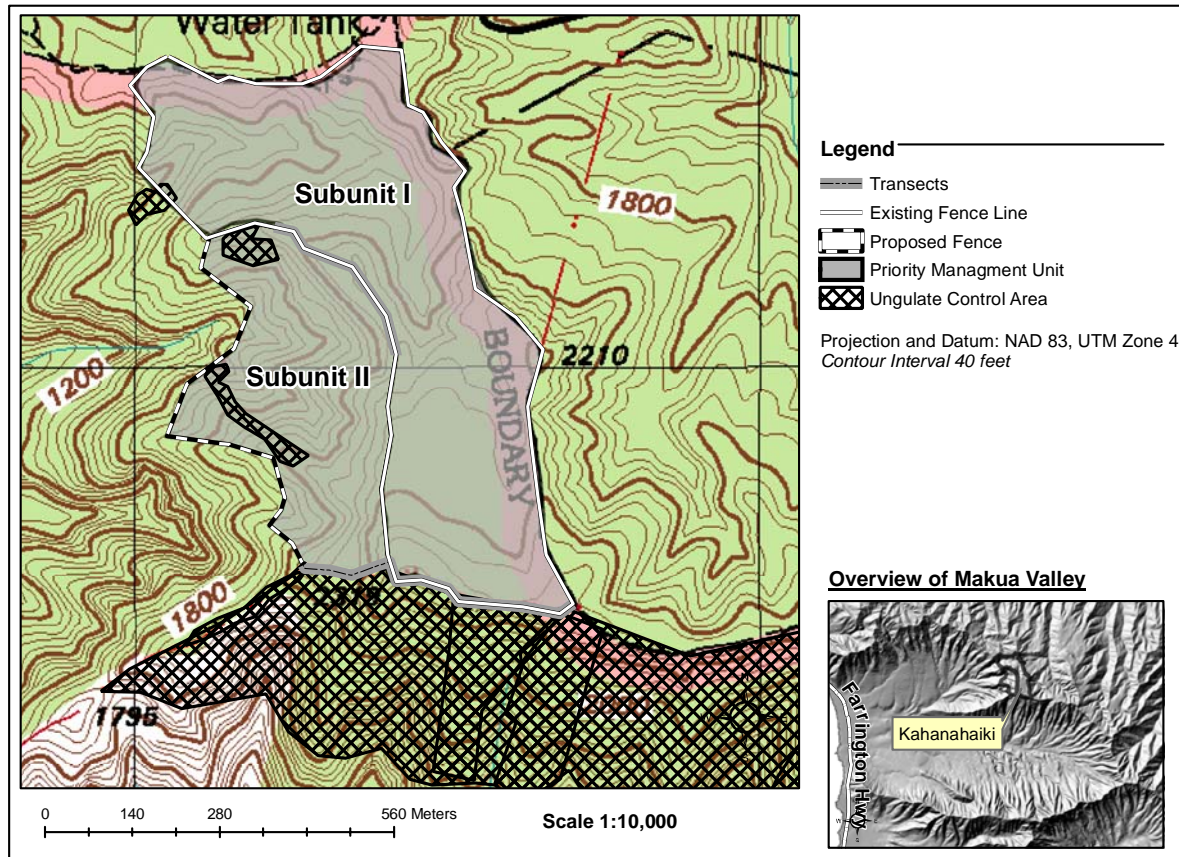 Water Tank
Subunit I
1800
BOUNDARY
2210
1200
Subunit II
1800
1795
Legend
Transects
Existing Fence Line
Proposed Fence
Priority Managment Unit
Ungulate Control Area
Projection and Datum: NAD 83, UTM Zone 4
Contour Interval 40 feet
Overview of Makua Valley
Farrington Hwy
Kahanahaiki
0 140 280 560 Meters
Scale 1:10,000